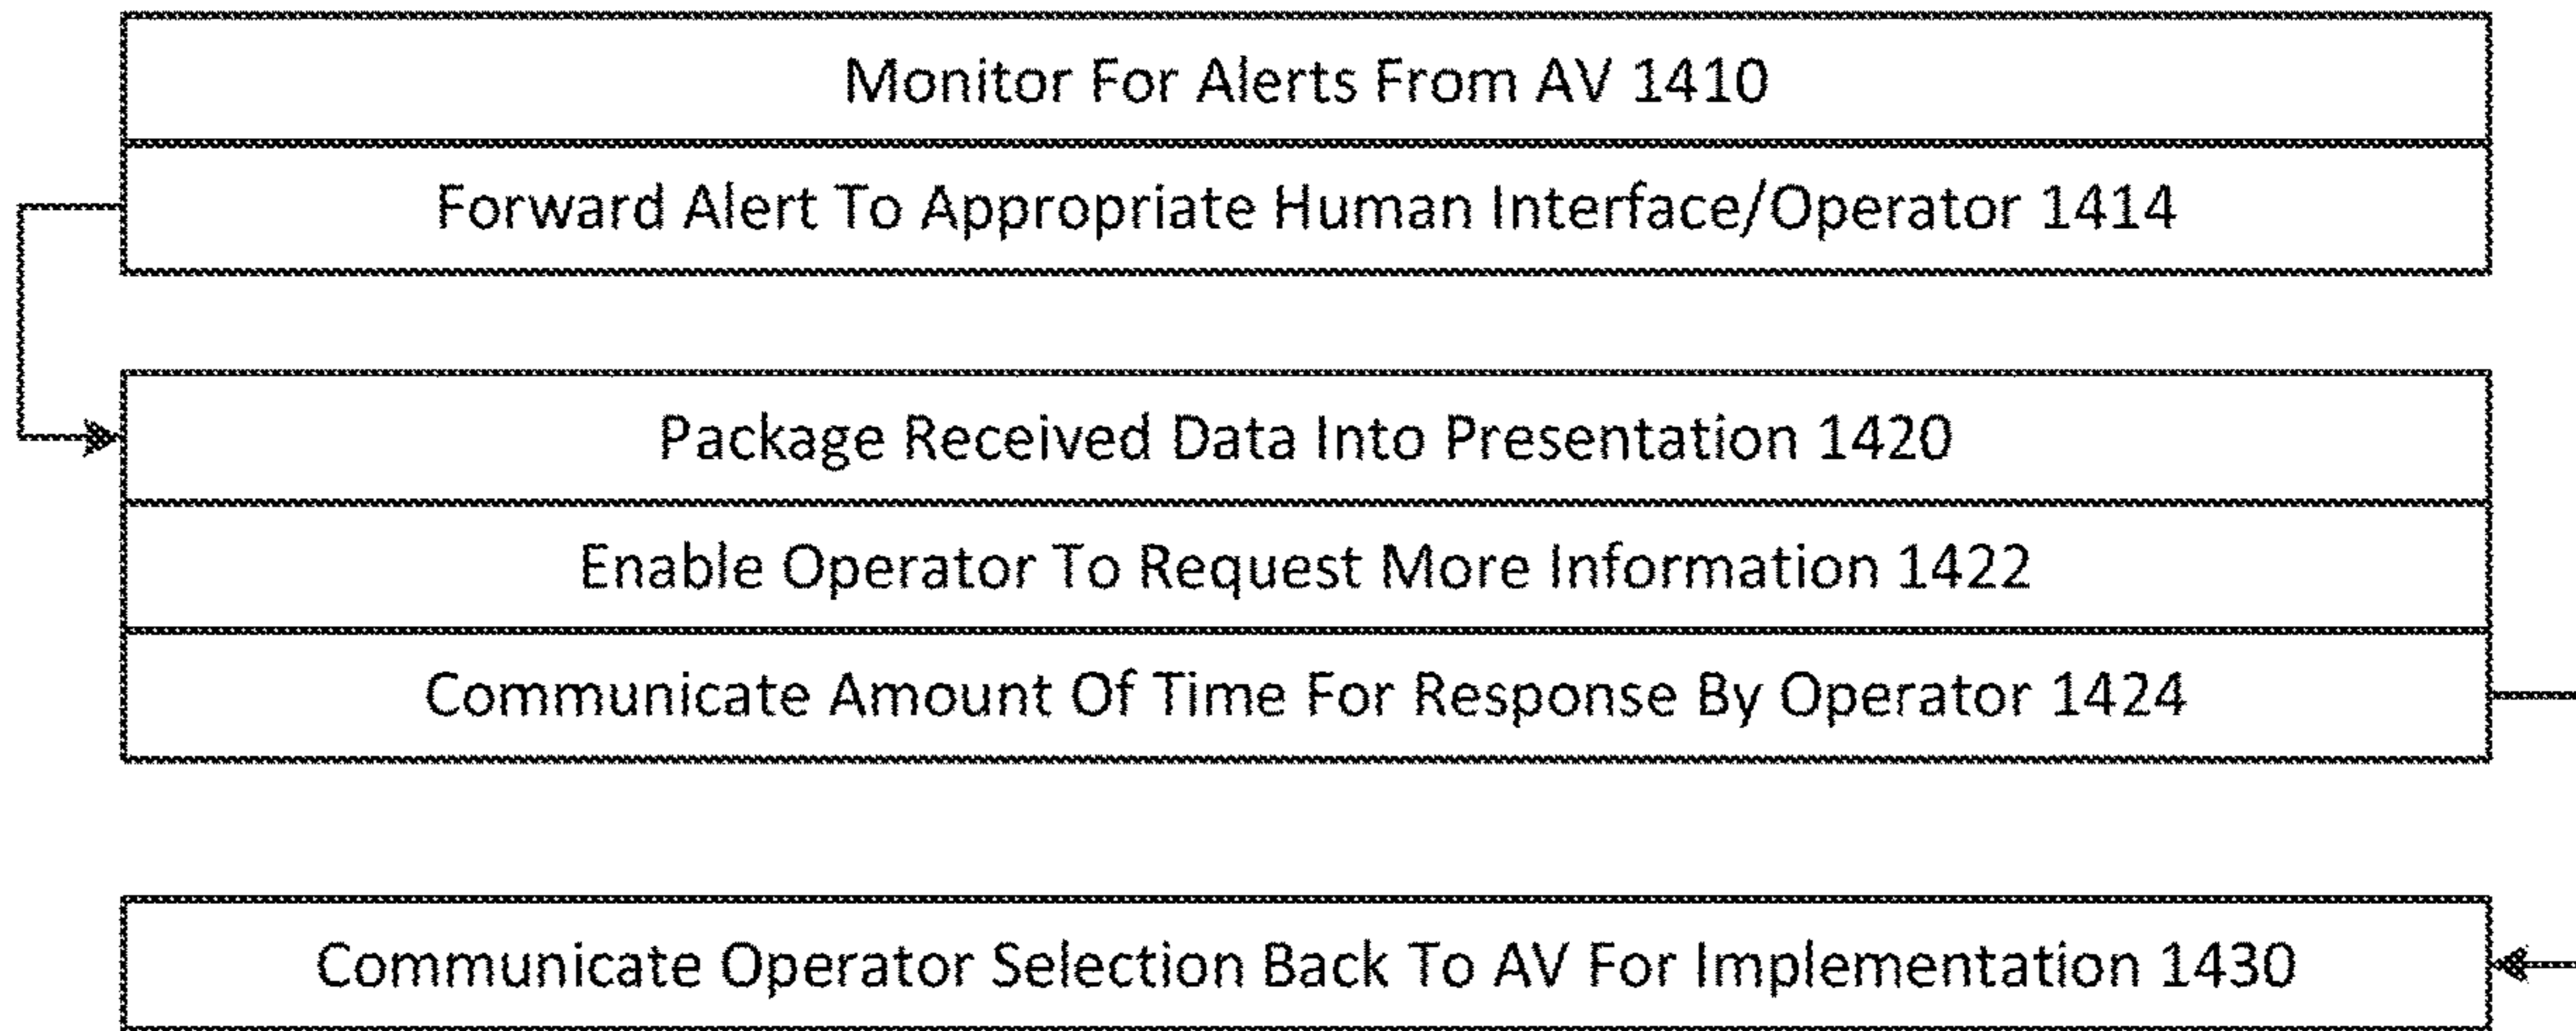 Monitor For Alerts From AV 1410
Forward Alert To Appropriate Human Interface/Operator 1414
Package Received Data Into Presentation 1420
Enable Operator To Request More Information 1422
Communicate Amount Of Time For Response By Operator 1424
Communicate Operator Selection Back To AV For Implementation 1430